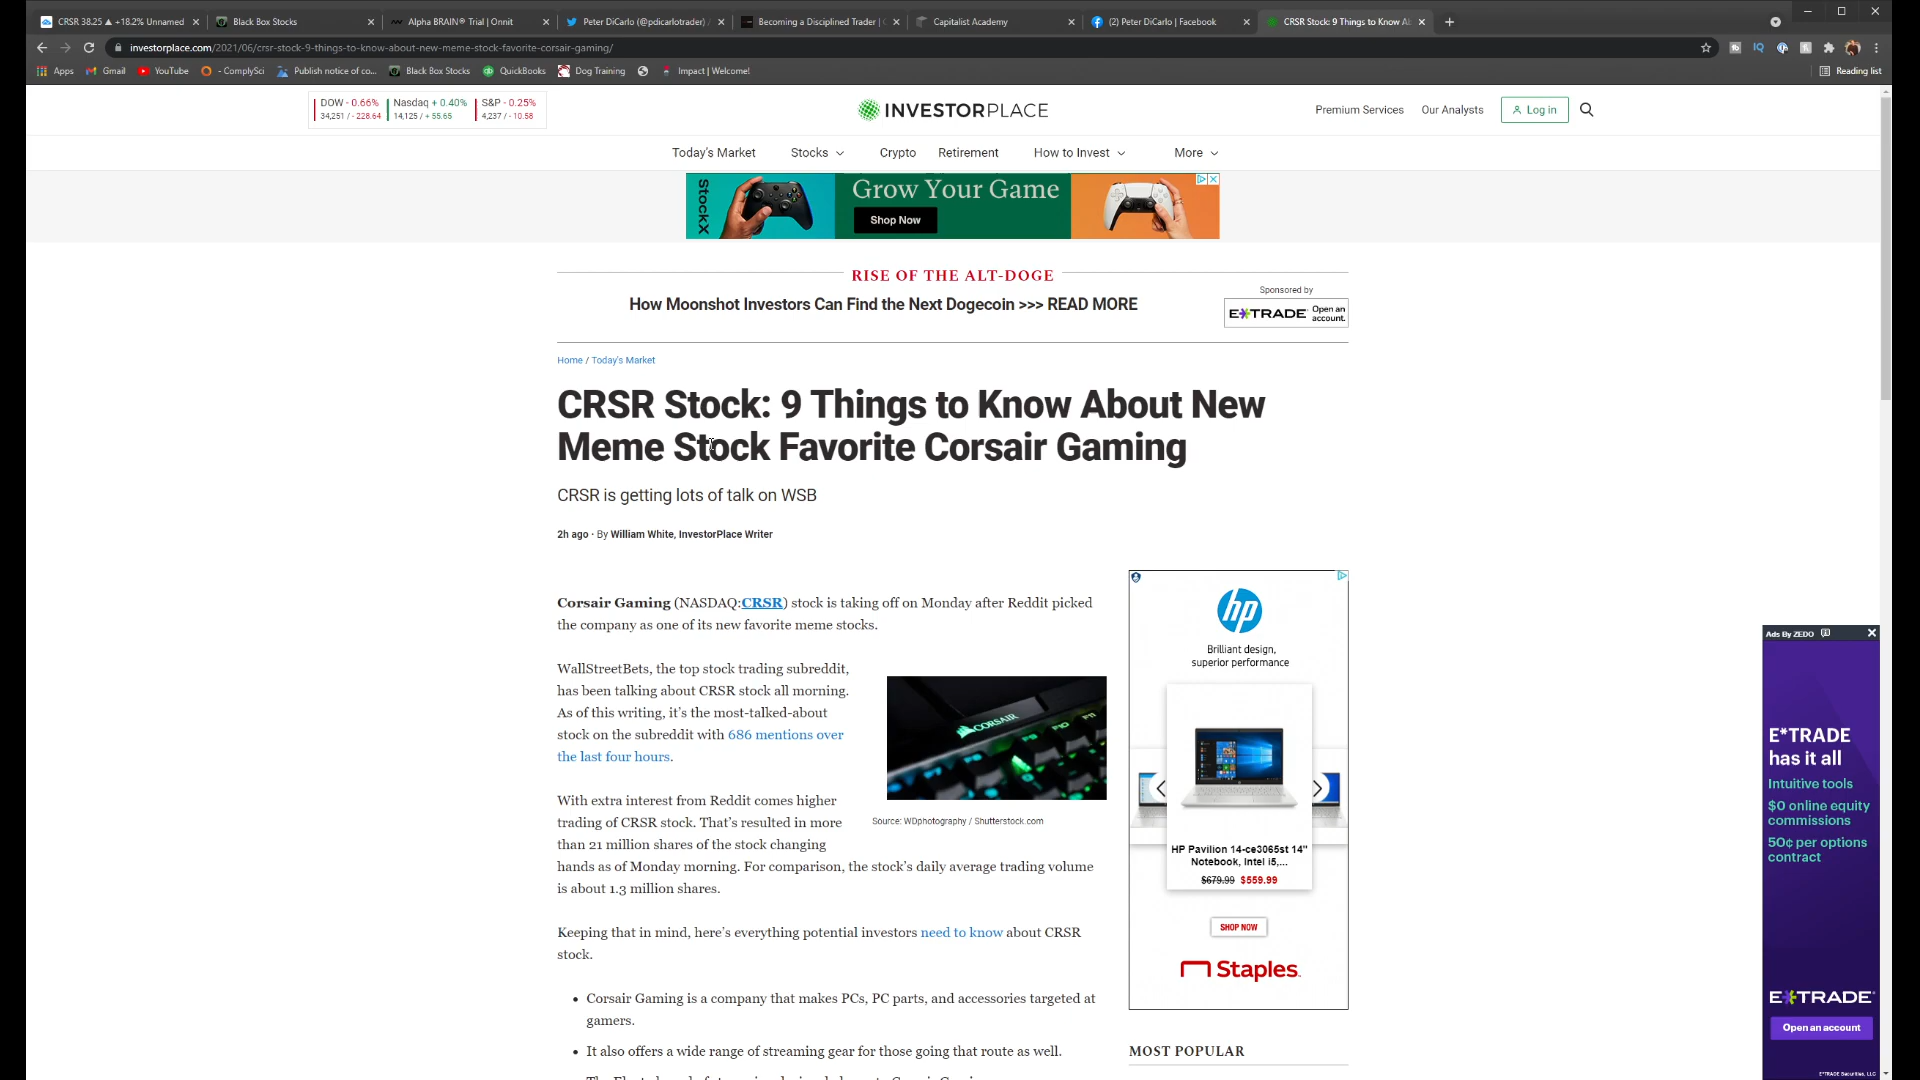 CRSR 38.25 ▲ +18.2% Unnamed
Black Box Stocks
Alpha BRAIN® Trial | Onnit
Peter DiCarlo (@pdicarlotrader) /
Becoming a Disciplined Trader | C
Capitalist Academy
(2) Peter DiCarlo | Facebook
CRSR Stock: 9 Things to Know Ab
investorplace.com/2021/06/crsr-stock-9-things-to-know-about-new-meme-stock-favorite-corsair-gaming/
Apps
Gmail
YouTube
- ComplySci
Publish notice of co...
Black Box Stocks
QuickBooks
Dog Training
Impact | Welcome!
Reading list
DOW - 0.66%
34,251 / - 228.64
Nasdaq + 0.40%
14,125 / + 55.65
S&P - 0.25%
4,237 / - 10.58
INVESTORPLACE
Premium Services
Our Analysts
Log in
Today's Market
Stocks
Crypto
Retirement
How to Invest
More
StockX
Grow Your Game
Shop Now
RISE OF THE ALT-DOGE
How Moonshot Investors Can Find the Next Dogecoin >>> READ MORE
Sponsored by
E*TRADE Open an account.
Home / Today's Market
CRSR Stock: 9 Things to Know About New
Meme Stock Favorite Corsair Gaming
CRSR is getting lots of talk on WSB
2h ago · By William White, InvestorPlace Writer
Corsair Gaming (NASDAQ:CRSR) stock is taking off on Monday after Reddit picked
the company as one of its new favorite meme stocks.
WallStreetBets, the top stock trading subreddit,
has been talking about CRSR stock all morning.
As of this writing, it's the most-talked-about
stock on the subreddit with 686 mentions over
the last four hours.
CORSAIR
F9
F10
F11
Source: WDphotography / Shutterstock.com
With extra interest from Reddit comes higher
trading of CRSR stock. That's resulted in more
than 21 million shares of the stock changing
hands as of Monday morning. For comparison, the stock's daily average trading volume
is about 1.3 million shares.
Keeping that in mind, here's everything potential investors need to know about CRSR
stock.
• Corsair Gaming is a company that makes PCs, PC parts, and accessories targeted at
gamers.
• It also offers a wide range of streaming gear for those going that route as well.
hp
Brilliant design,
superior performance
HP Pavilion 14-ce3065st 14"
Notebook, Intel i5,...
$679.99 $559.99
SHOP NOW
Staples.
MOST POPULAR
Ads By ZEDO
E*TRADE
has it all
Intuitive tools
$0 online equity
commissions
50¢ per options
contract
E*TRADE
Open an account
E*TRADE Securities, LLC